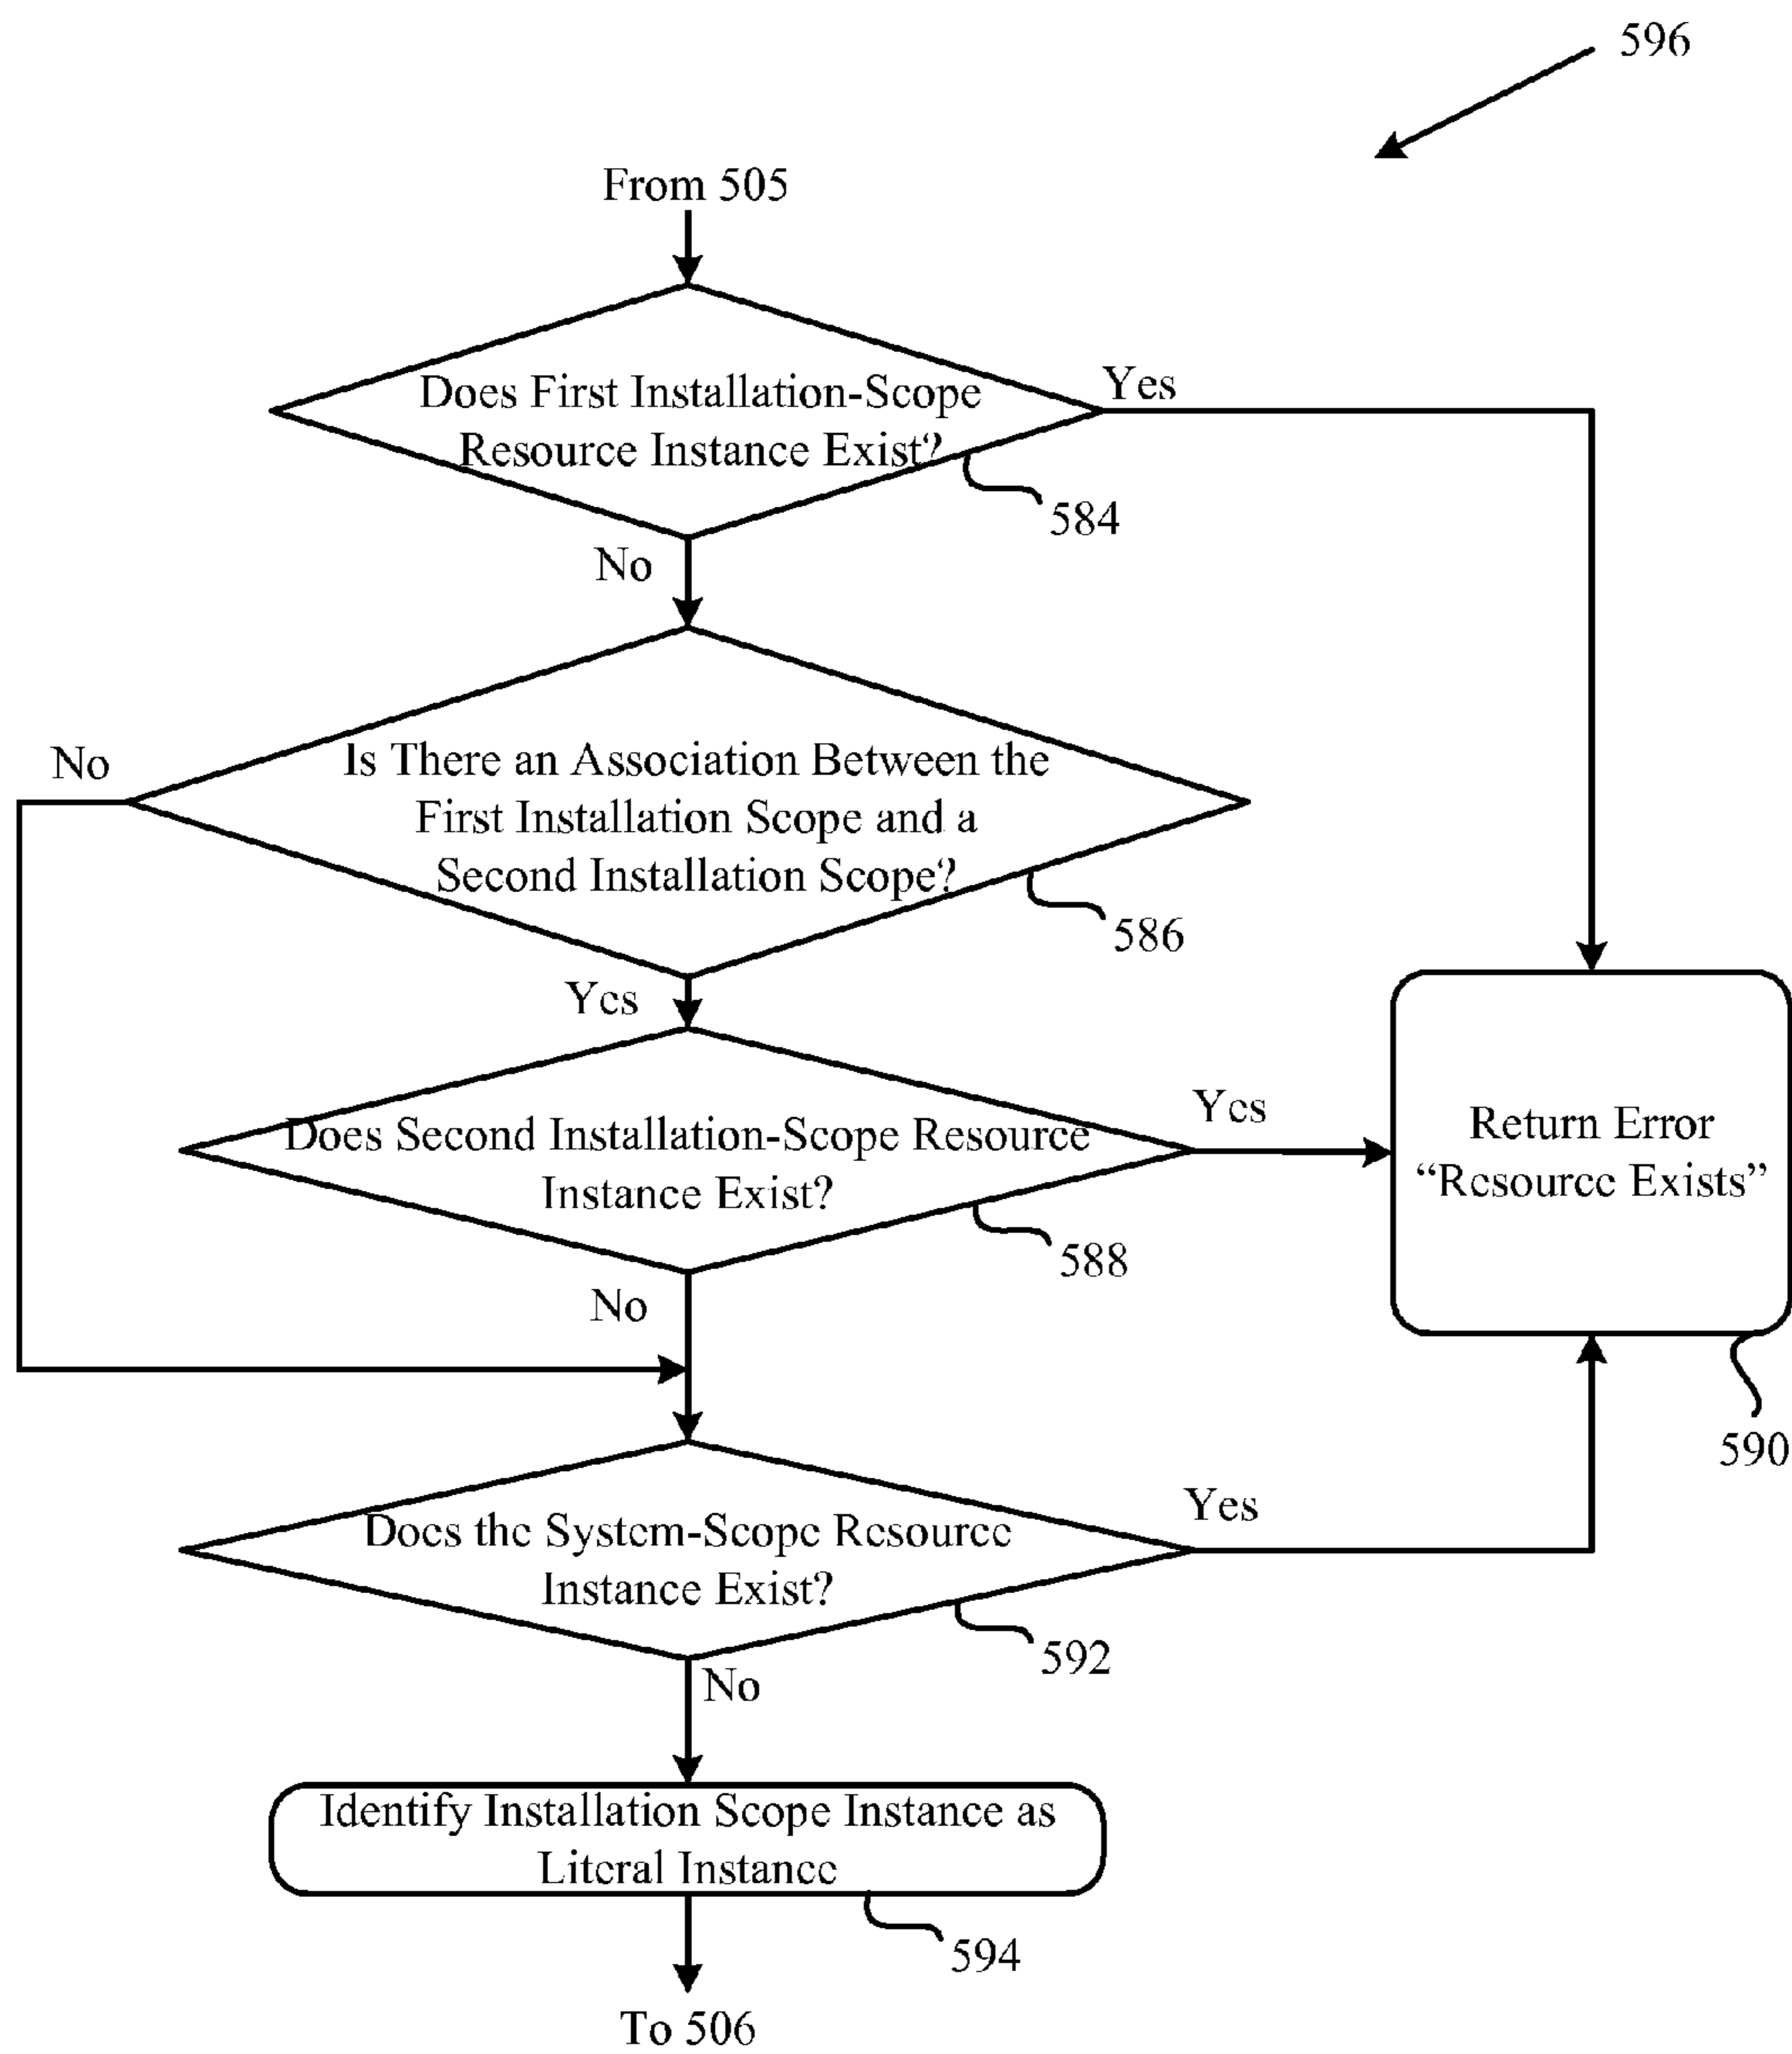 596
From 505
Does First Installation-Scope
Resource Instance Exist?
Yes
584
No
Is There an Association Between the
First Installation Scope and a
Second Installation Scope?
No
586
Yes
Does Second Installation-Scope Resource
Instance Exist?
Yes
588
Return Error
“Resource Exists”
590
No
Does the System-Scope Resource
Instance Exist?
Yes
592
No
Identify Installation Scope Instance as
Literal Instance
594
To 506